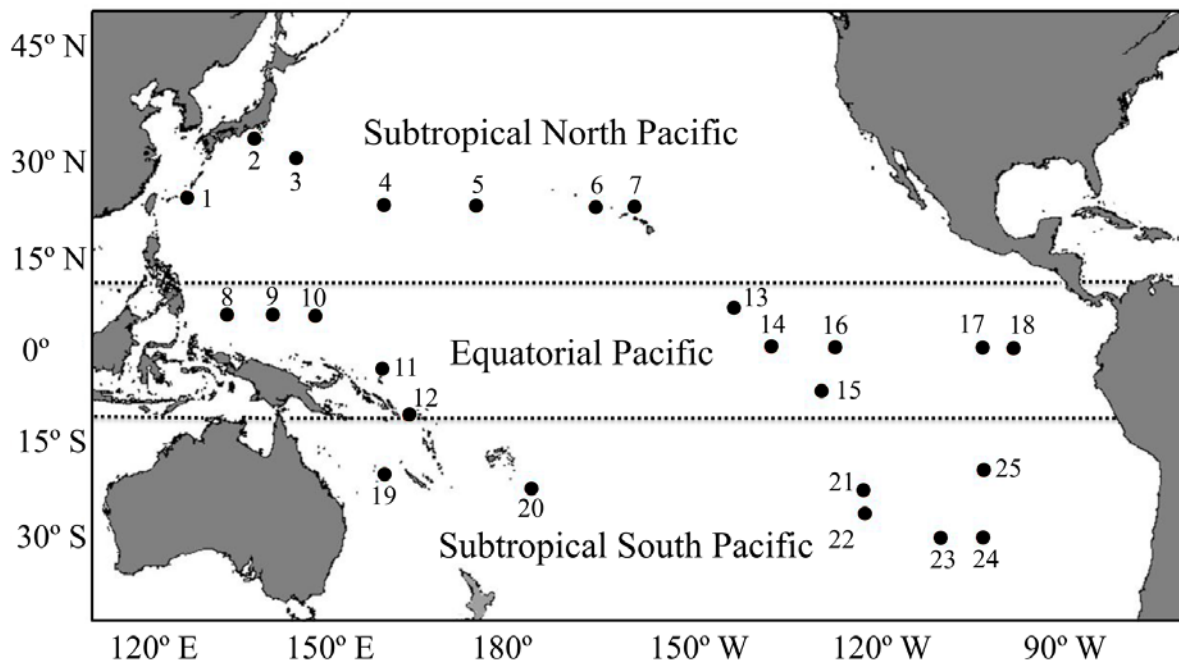 45º N
Subtropical North Pacific
30º N
2
3
1
4
5
6
7
15º N
8
9
10
13
14
16
17
18
0º
Equatorial Pacific
11
15
12
15º S
19
20
21
25
30º S
Subtropical South Pacific
22
23
24
120º E
150º E
180º
150º W
120º W
90º W